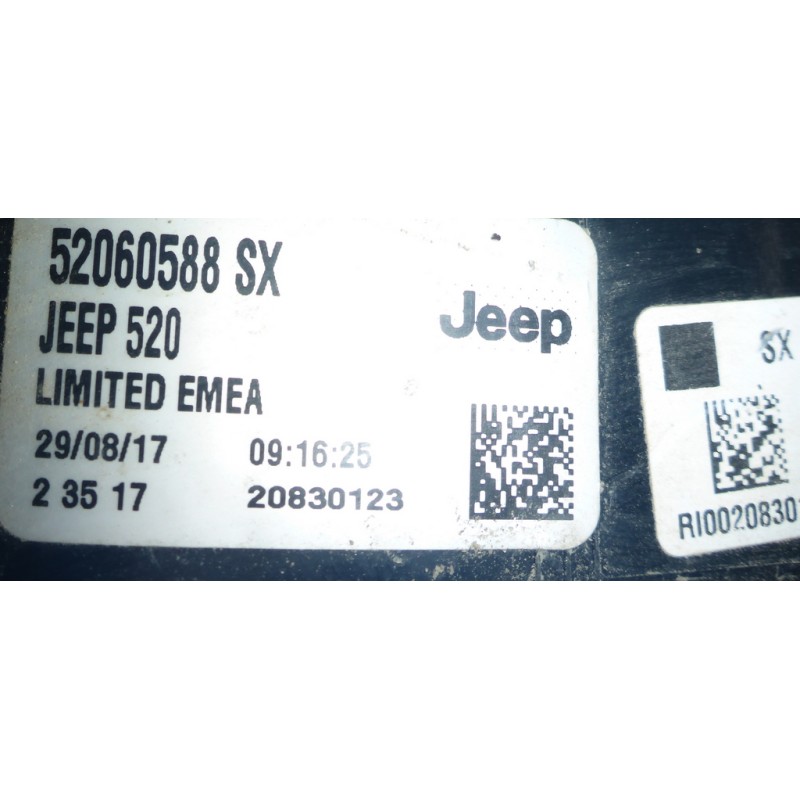 52060588 SX
JEEP 520
Jeep
LIMITED EMEA
29/08/17 09:16:25
2 35 17 20830123
SX
RI00208301